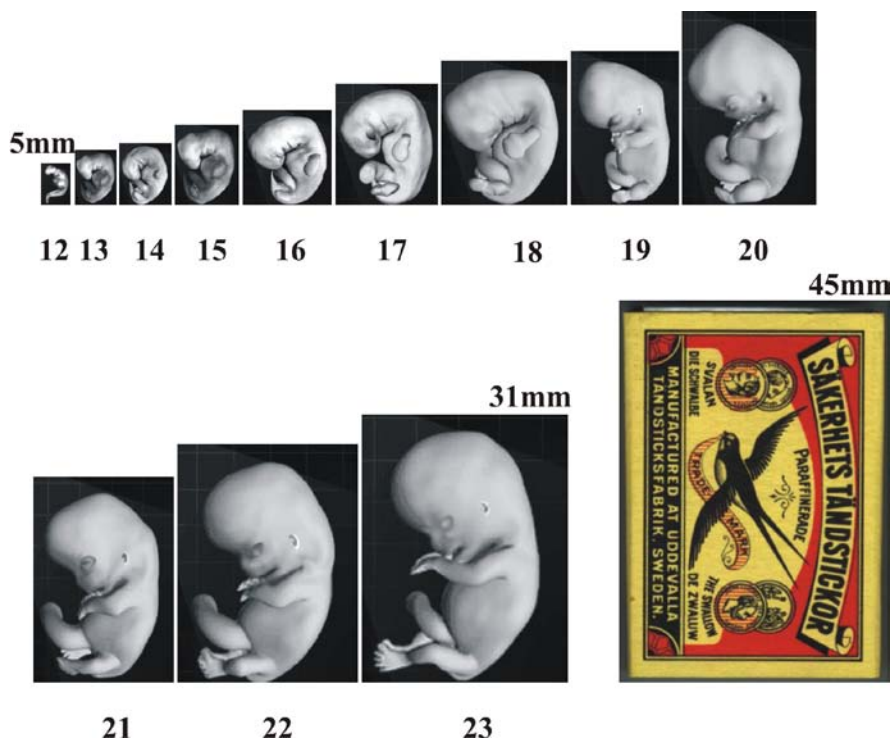 5mm
12 13 14 15 16 17 18 19 20
45mm
31mm
SÄKERHETS TÄNDSTICKOR
PARAFFINERADE
SVALAN
DIE SCHWALBE
TRADE MARK
THE SWALLOW
DE ZWALUW
MANUFACTURED AT UDDEVALLA
TÄNDSTICKSFABRIK, SWEDEN.
21 22 23